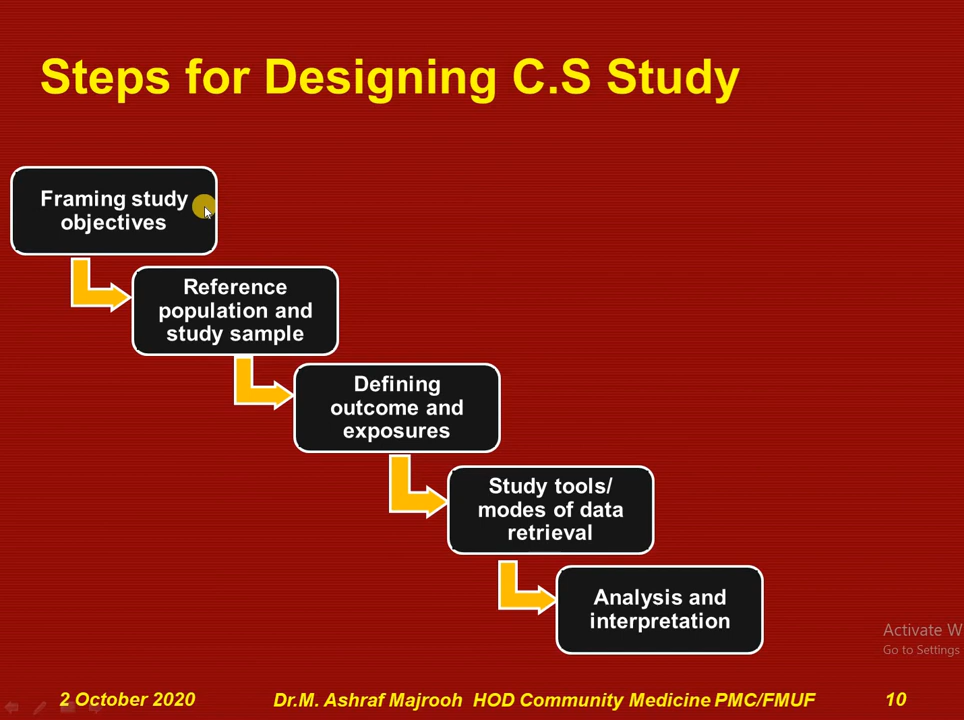 Steps for Designing C.S Study
Framing study
objectives
Reference
population and
study sample
Defining
outcome and
exposures
Study tools/
modes of data
retrieval
Analysis and
interpretation
Activate W
Go to Settings
2 October 2020
Dr.M. Ashraf Majrooh HOD Community Medicine PMC/FMUF
10